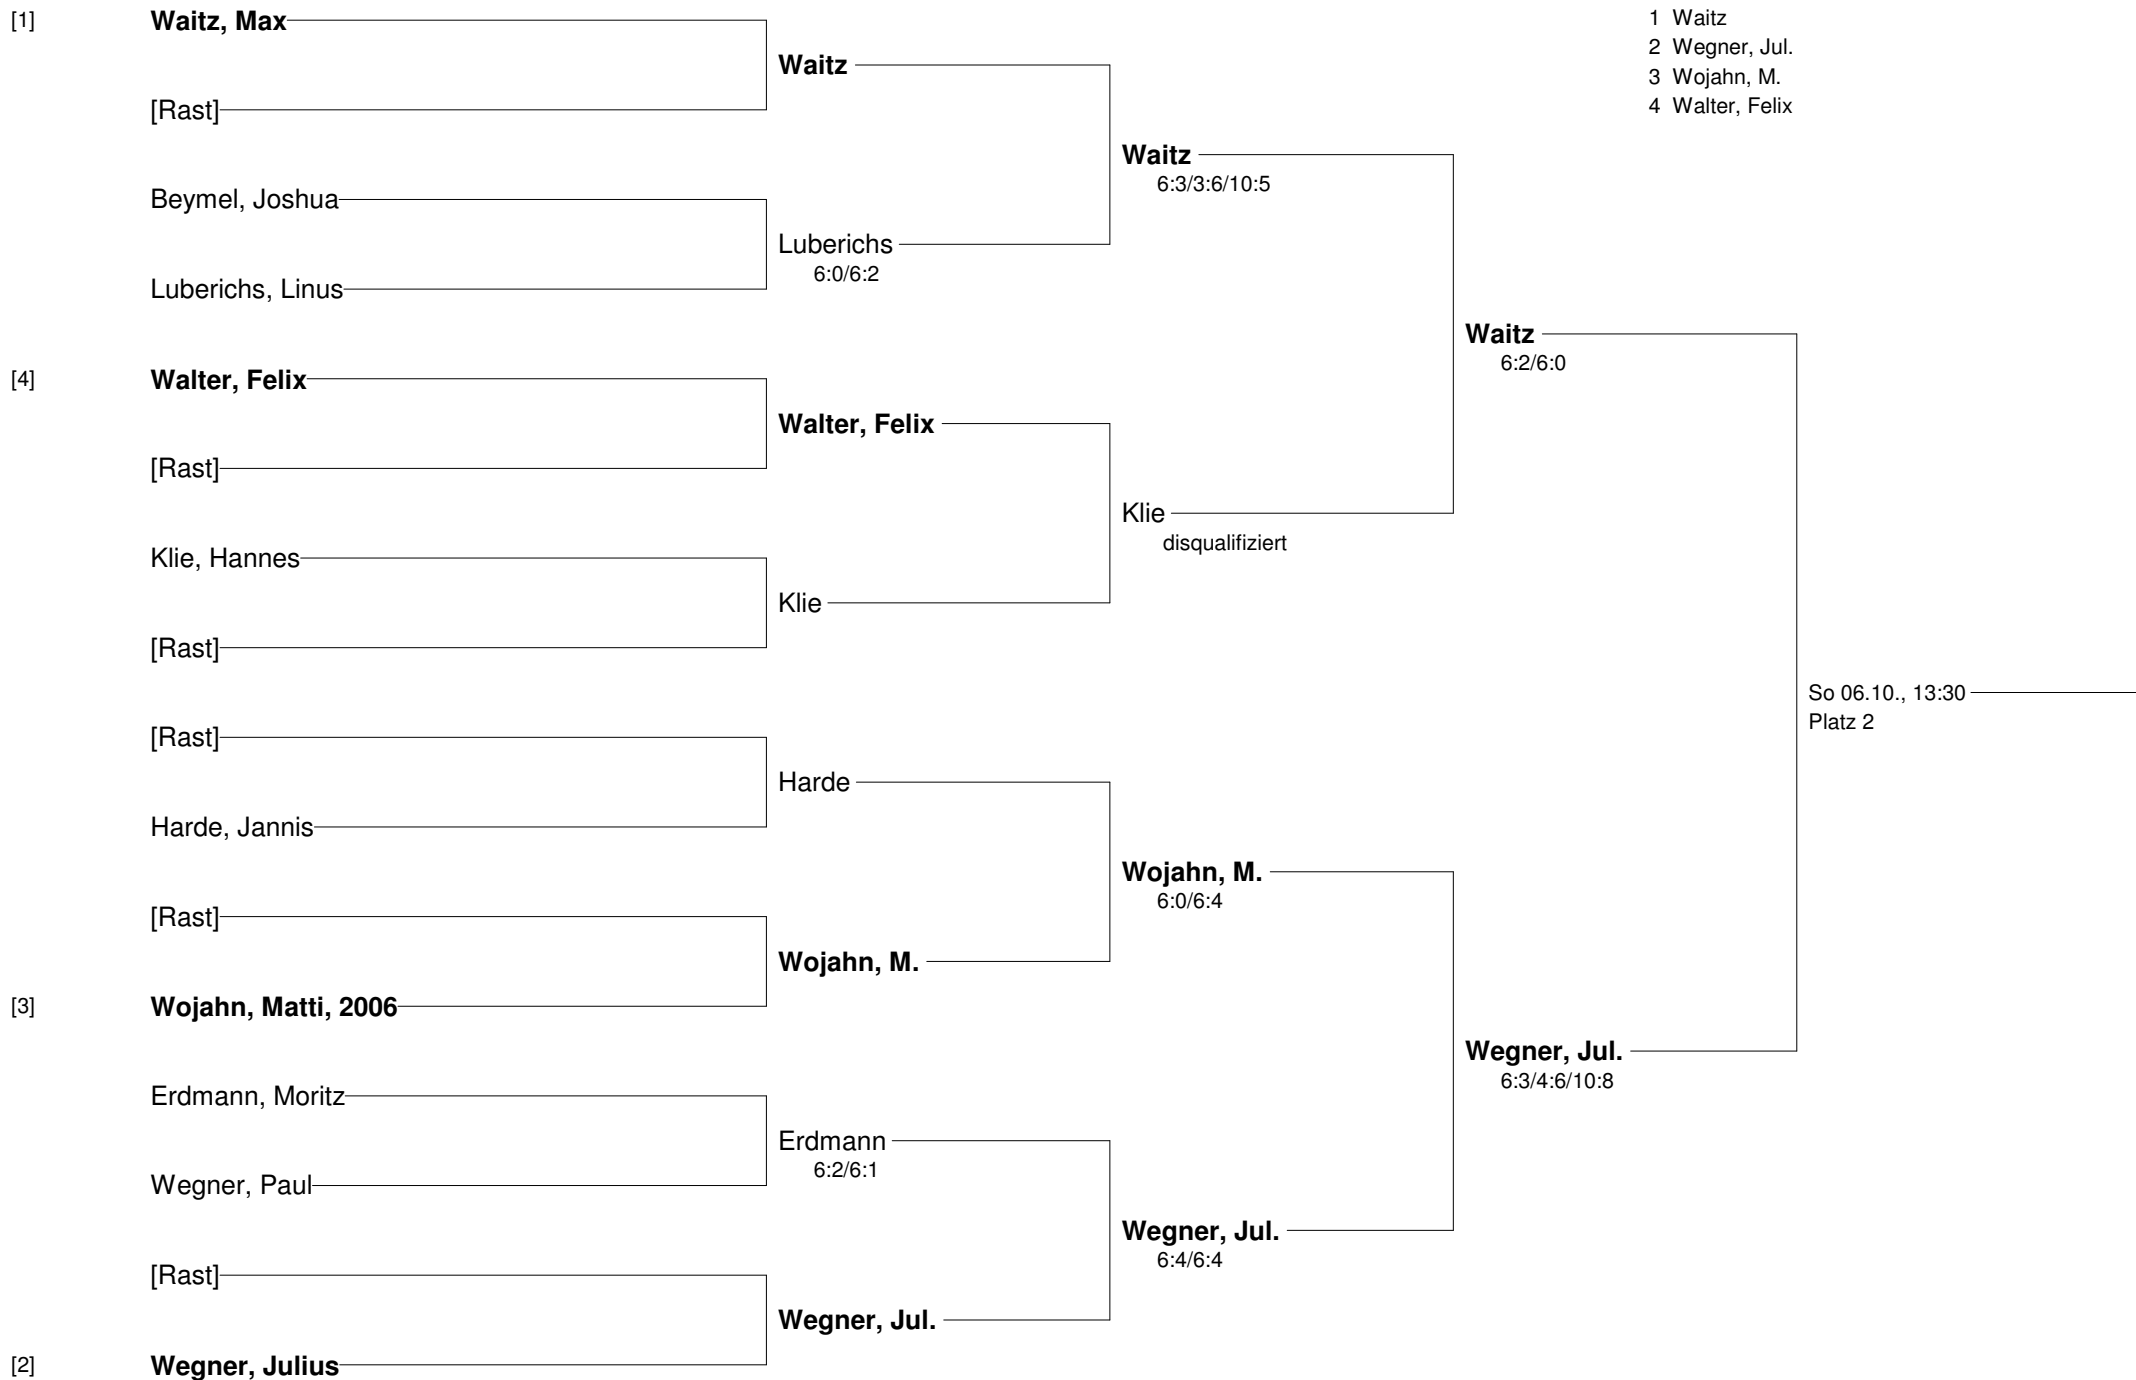 [1]
Waitz, Max
[Rast]
Beymel, Joshua
Luberichs, Linus
[4]
Walter, Felix
[Rast]
Klie, Hannes
[Rast]
[Rast]
Harde, Jannis
[Rast]
[3]
Wojahn, Matti, 2006
Erdmann, Moritz
Wegner, Paul
[Rast]
[2]
Wegner, Julius
Waitz
Luberichs
6:0/6:2
Walter, Felix
Klie
Harde
Wojahn, M.
Erdmann
6:2/6:1
Wegner, Jul.
Waitz
6:3/3:6/10:5
Klie
disqualifiziert
Wojahn, M.
6:0/6:4
Wegner, Jul.
6:4/6:4
Waitz
6:2/6:0
Wegner, Jul.
6:3/4:6/10:8
So 06.10., 13:30
Platz 2
1 Waitz
2 Wegner, Jul.
3 Wojahn, M.
4 Walter, Felix